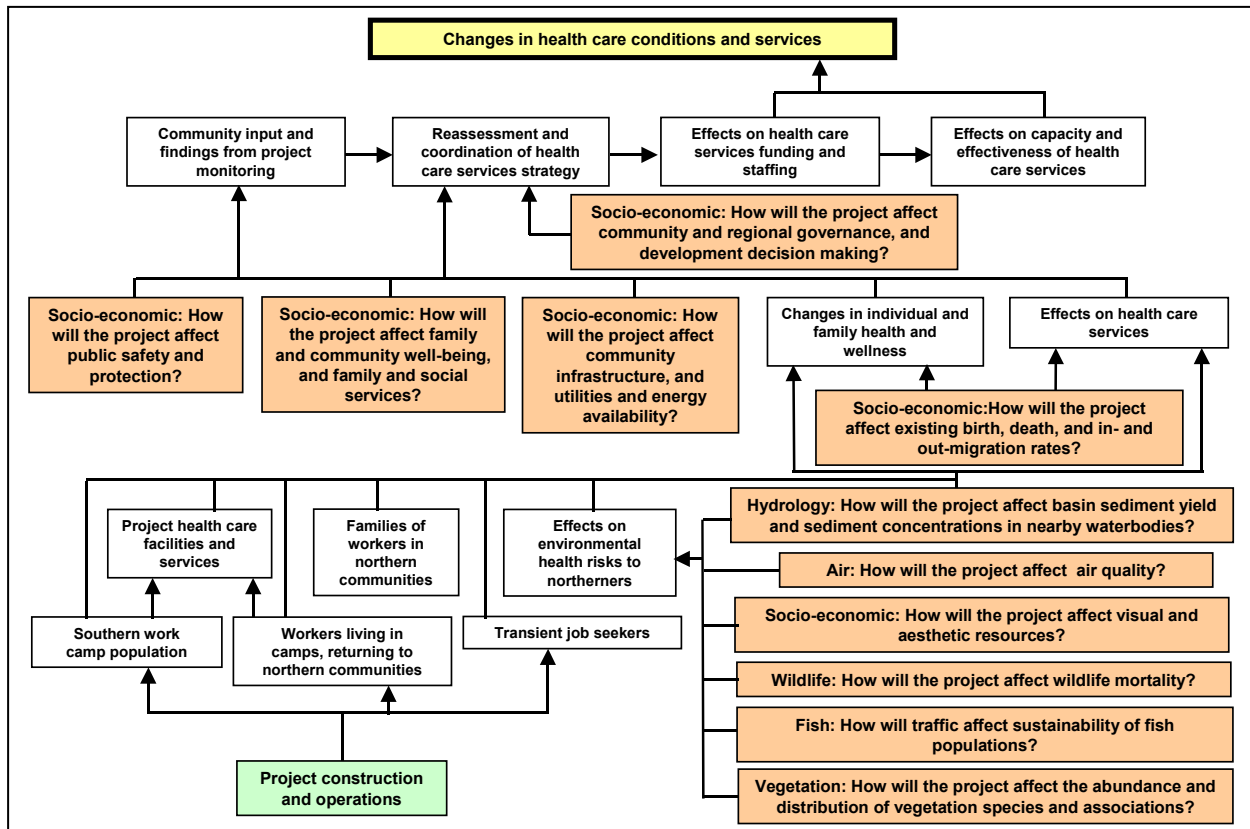 Changes in health care conditions and services
Community input and
findings from project
monitoring
Reassessment and
coordination of health
care services strategy
Effects on health care
services funding and
staffing
Effects on capacity and
effectiveness of health
care services
Socio-economic: How will the project affect
community and regional governance, and
development decision making?
Socio-economic: How
will the project affect
public safety and
protection?
Socio-economic: How will
the project affect family
and community well-being,
and family and social
services?
Socio-economic: How
will the project affect
community
infrastructure, and
utilities and energy
availability?
Changes in individual and
family health and
wellness
Effects on health care
services
Socio-economic:How will the project
affect existing birth, death, and in- and
out-migration rates?
Project health care
facilities and
services
Families of
workers in
northern
communities
Effects on
environmental
health risks to
northerners
Hydrology: How will the project affect basin sediment yield
and sediment concentrations in nearby waterbodies?
Air: How will the project affect air quality?
Socio-economic: How will the project affect visual and
aesthetic resources?
Wildlife: How will the project affect wildlife mortality?
Fish: How will traffic affect sustainability of fish
populations?
Vegetation: How will the project affect the abundance and
distribution of vegetation species and associations?
Southern work
camp population
Workers living in
camps, returning to
northern communities
Transient job seekers
Project construction
and operations